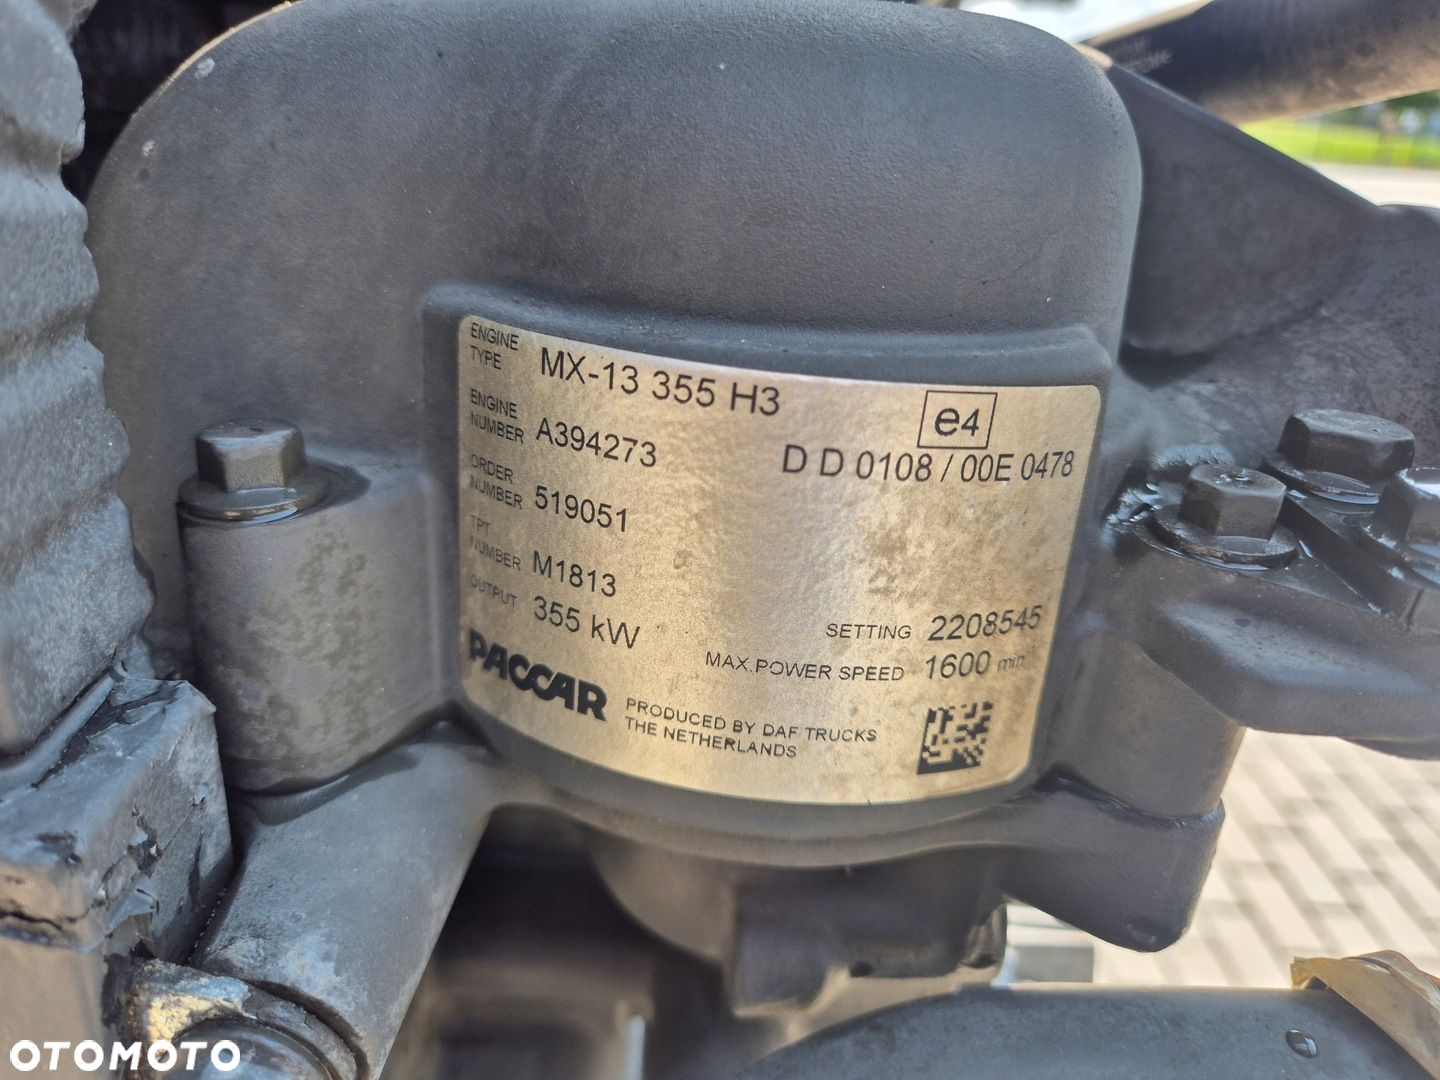 ENGINE
TYPE
MX-13 355 H3
e4
ENGINE
NUMBER
A394273
D D 0108 / 00E 0478
ORDER
NUMBER
519051
TPT
NUMBER
M1813
OUTPUT
355 kW
SETTING 2208545
MAX.POWER SPEED 1600 min-1
PACCAR
PRODUCED BY DAF TRUCKS
THE NETHERLANDS
OTOMOTO